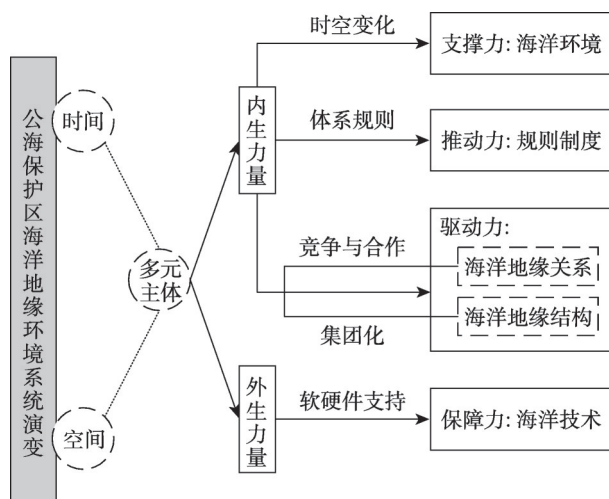 公海保护区海洋地缘环境系统演变
时间
空间
多元
主体
内生力量
外生力量
时空变化
体系规则
竞争与合作
集团化
软硬件支持
支撑力: 海洋环境
推动力: 规则制度
驱动力:
海洋地缘关系
海洋地缘结构
保障力: 海洋技术